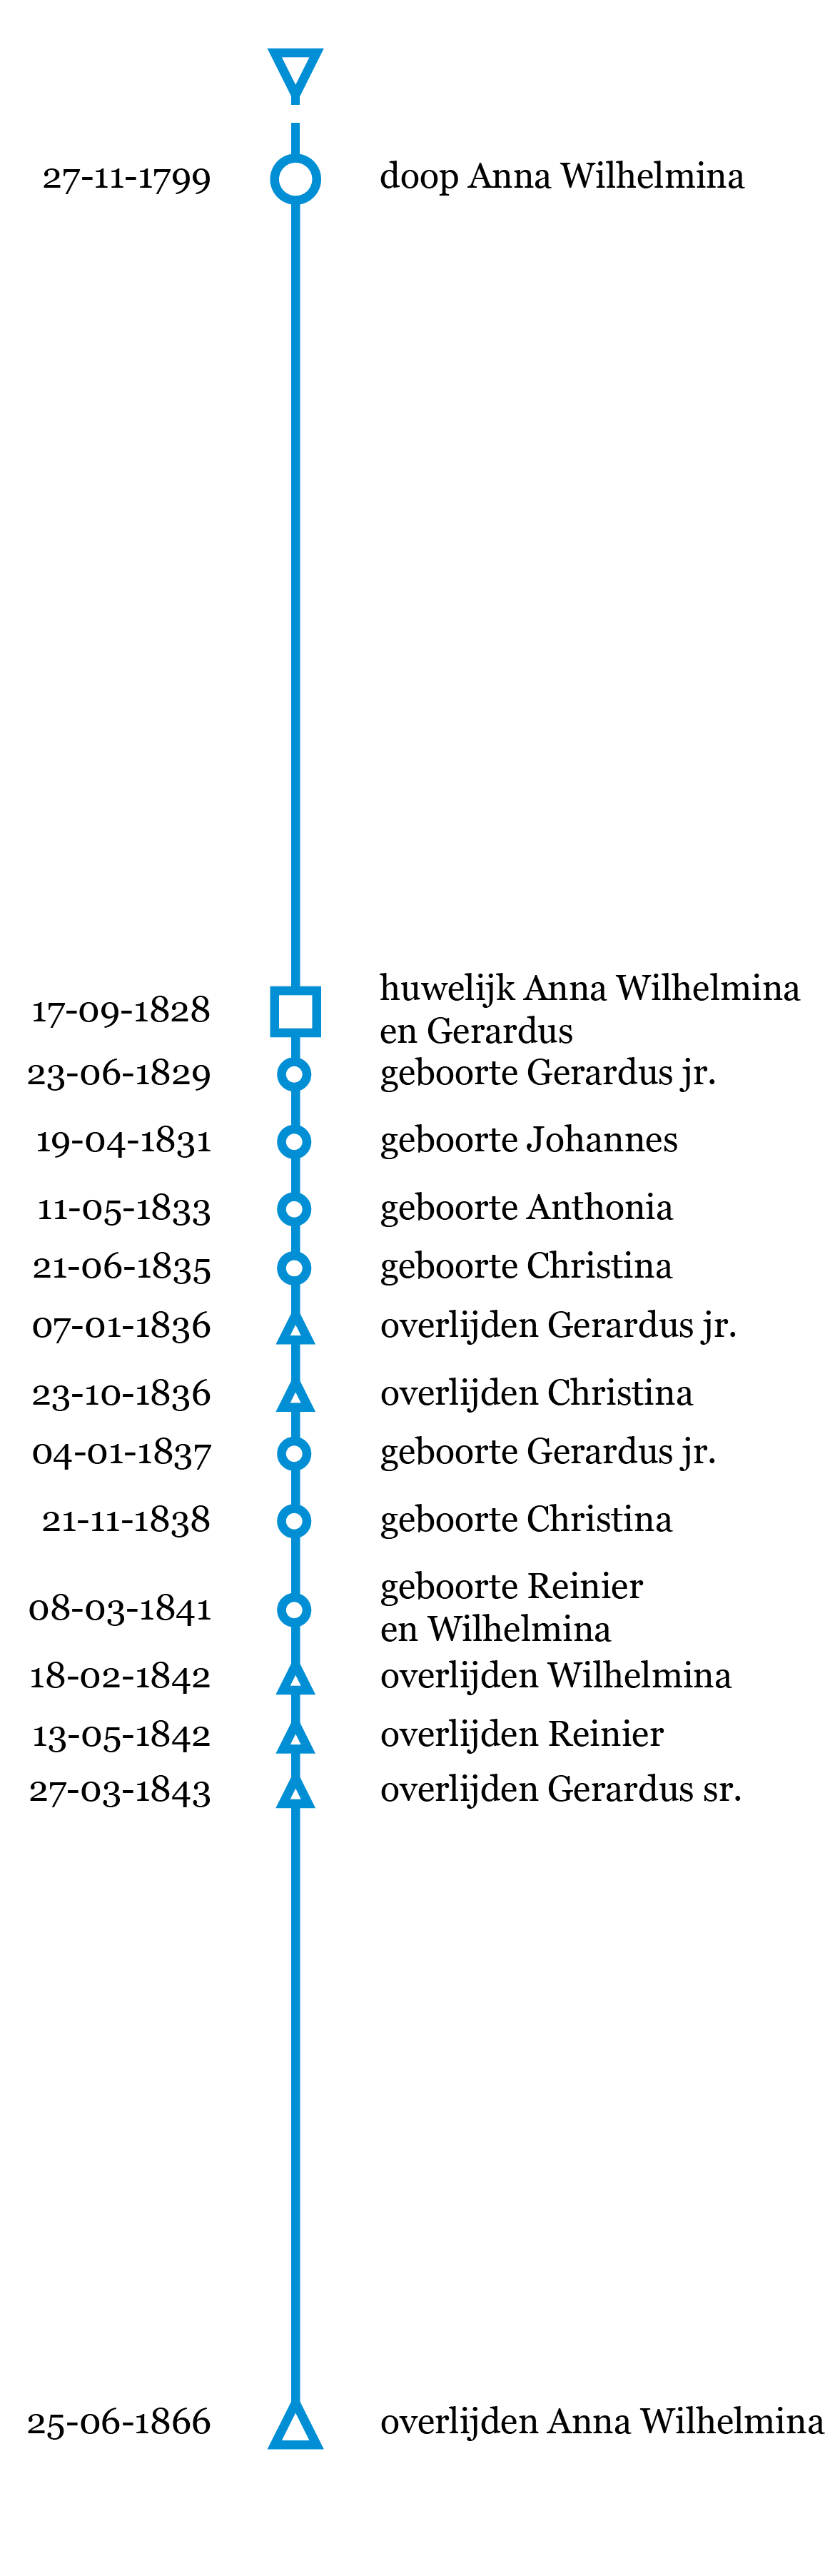 27-11-1799 doop Anna Wilhelmina
17-09-1828 huwelijk Anna Wilhelmina
en Gerardus
23-06-1829 geboorte Gerardus jr.
19-04-1831 geboorte Johannes
11-05-1833 geboorte Anthonia
21-06-1835 geboorte Christina
07-01-1836 overlijden Gerardus jr.
23-10-1836 overlijden Christina
04-01-1837 geboorte Gerardus jr.
21-11-1838 geboorte Christina
08-03-1841 geboorte Reinier
en Wilhelmina
18-02-1842 overlijden Wilhelmina
13-05-1842 overlijden Reinier
27-03-1843 overlijden Gerardus sr.
25-06-1866 overlijden Anna Wilhelmina